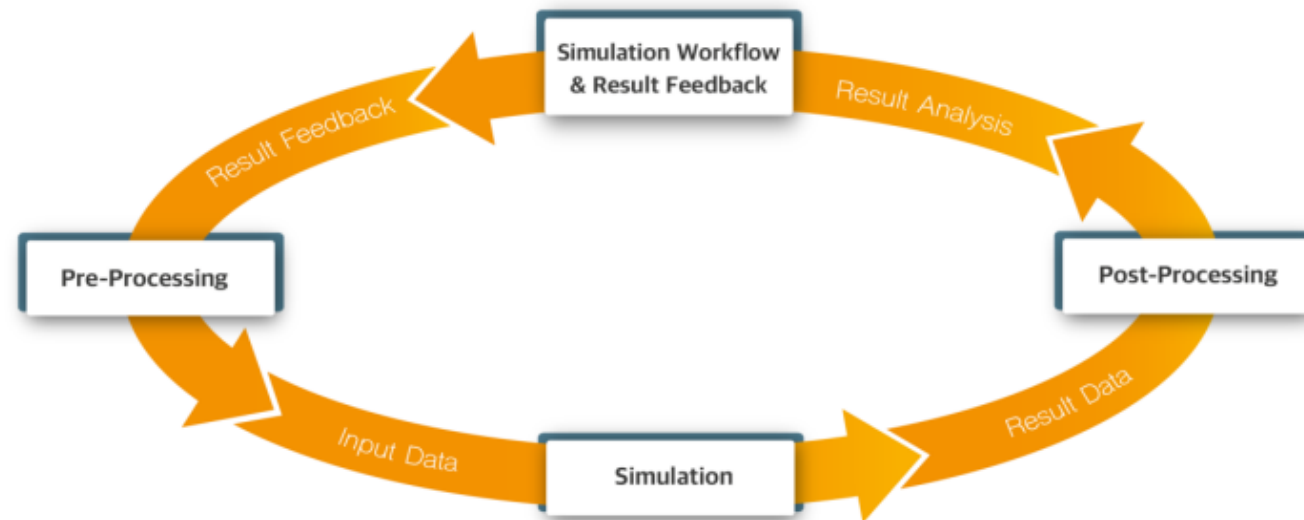 Simulation Workflow
& Result Feedback
Result Feedback
Result Analysis
Pre-Processing
Post-Processing
Input Data
Result Data
Simulation